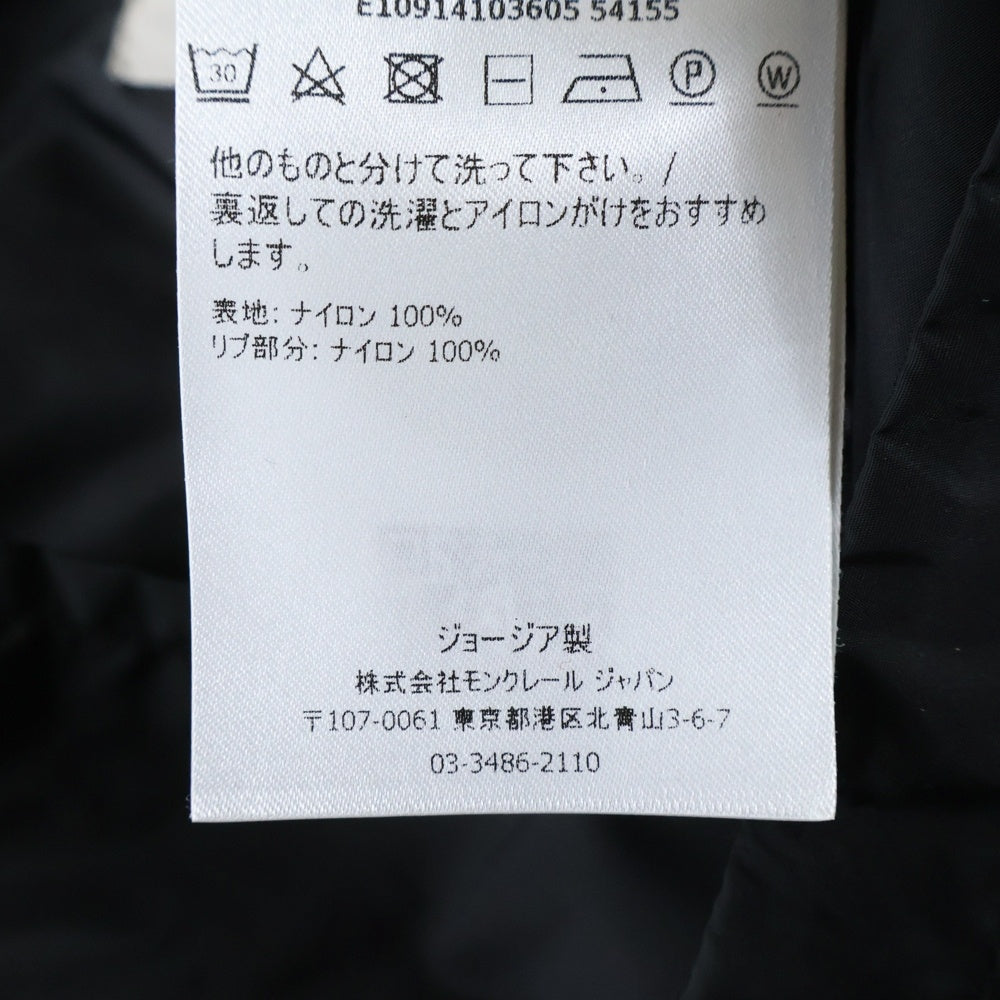 E10914103605 54155
30
P
W
他のものと分けて洗って下さい。/
裏返しての洗濯とアイロンがけをおすすめ
します。
表地: ナイロン 100%
リブ部分: ナイロン 100%
ジョージア製
株式会社モンクレール ジャパン
〒107-0061 東京都港区北青山3-6-7
03-3486-2110